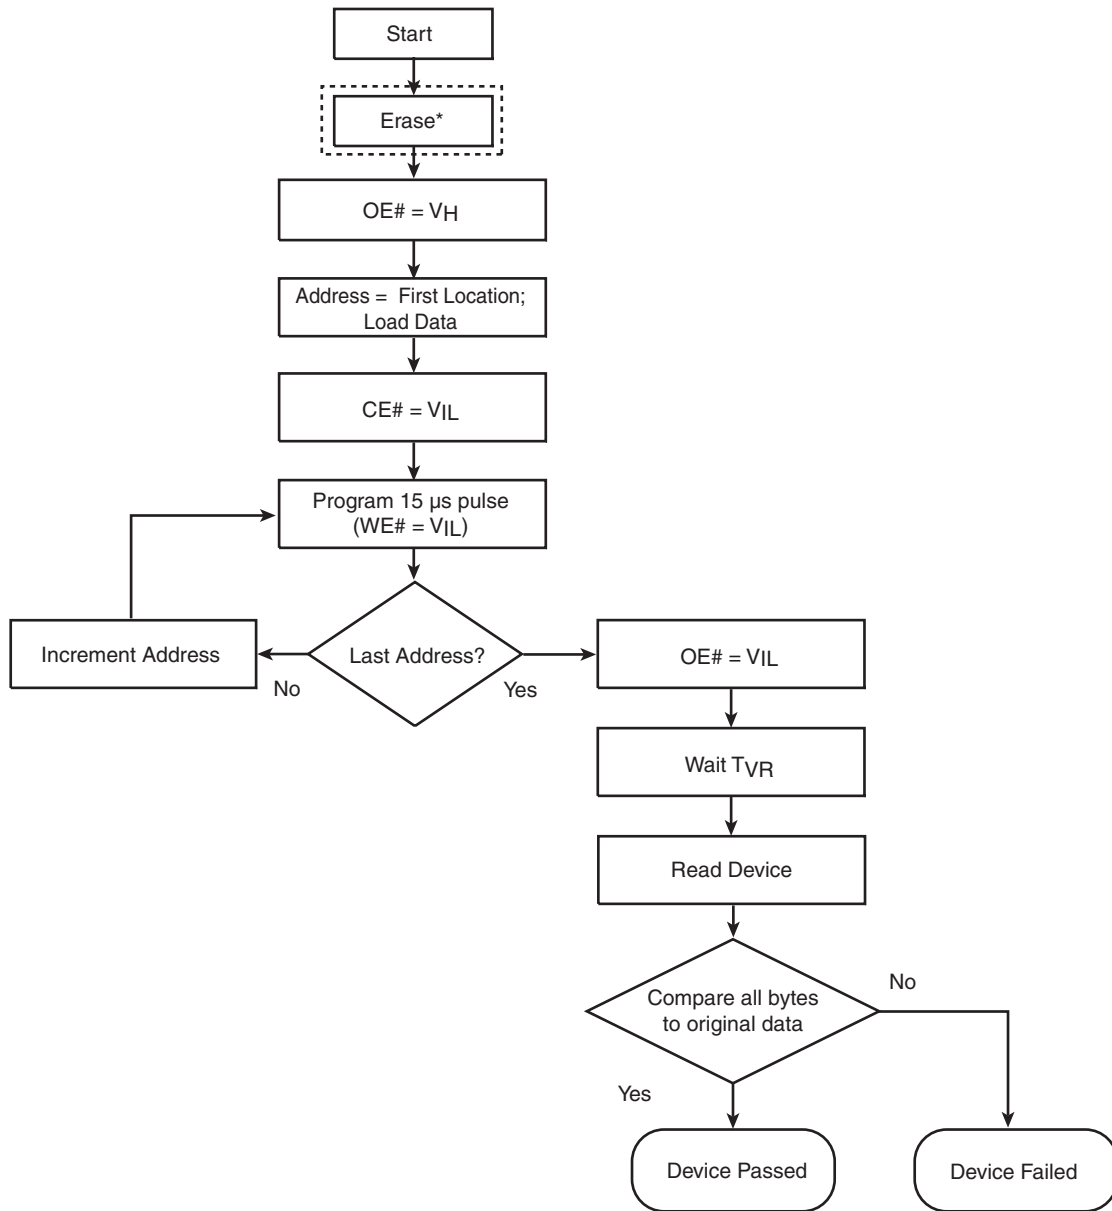 Start
Erase*
OE# = VH
Address =  First Location;
Load Data
CE# = VIL
Program 15 µs pulse
(WE# = VIL)
Increment Address
No
Last Address?
Yes
OE# = VIL
Wait TVR
Read Device
Compare all bytes
to original data
No
Yes
Device Passed
Device Failed